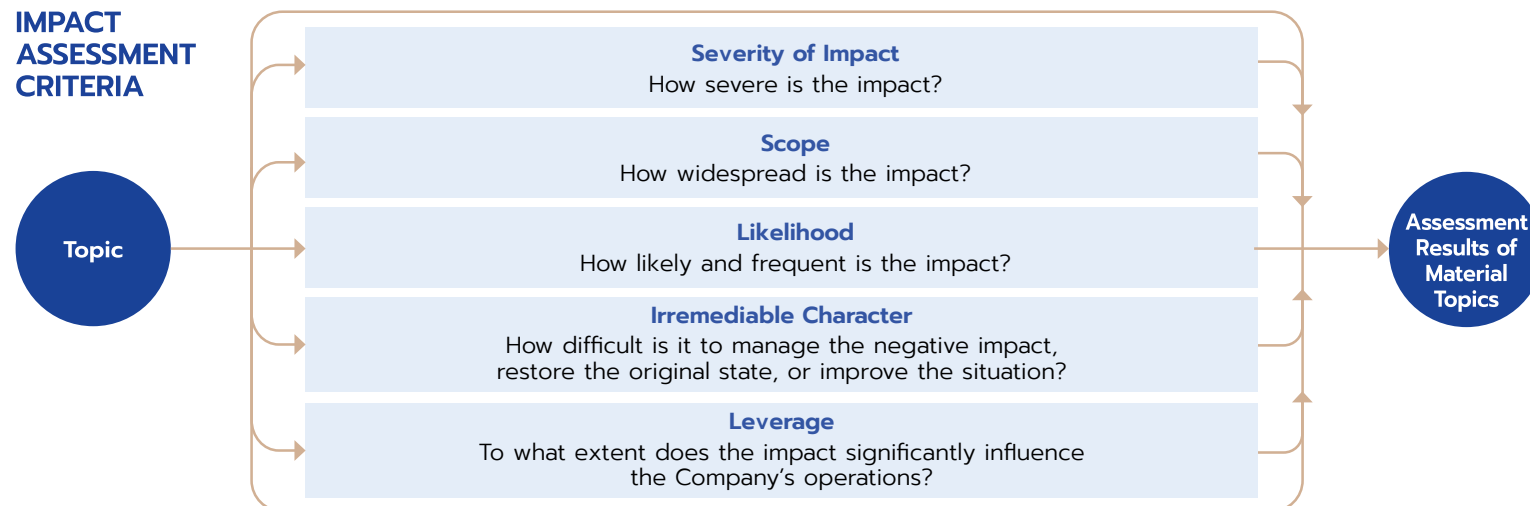 IMPACT
ASSESSMENT
CRITERIA
Severity of Impact
How severe is the impact?
Scope
How widespread is the impact?
Likelihood
How likely and frequent is the impact?
Irremediable Character
How difficult is it to manage the negative impact,
restore the original state, or improve the situation?
Leverage
To what extent does the impact significantly influence
the Company's operations?
Topic
Assessment
Results of
Material
Topics